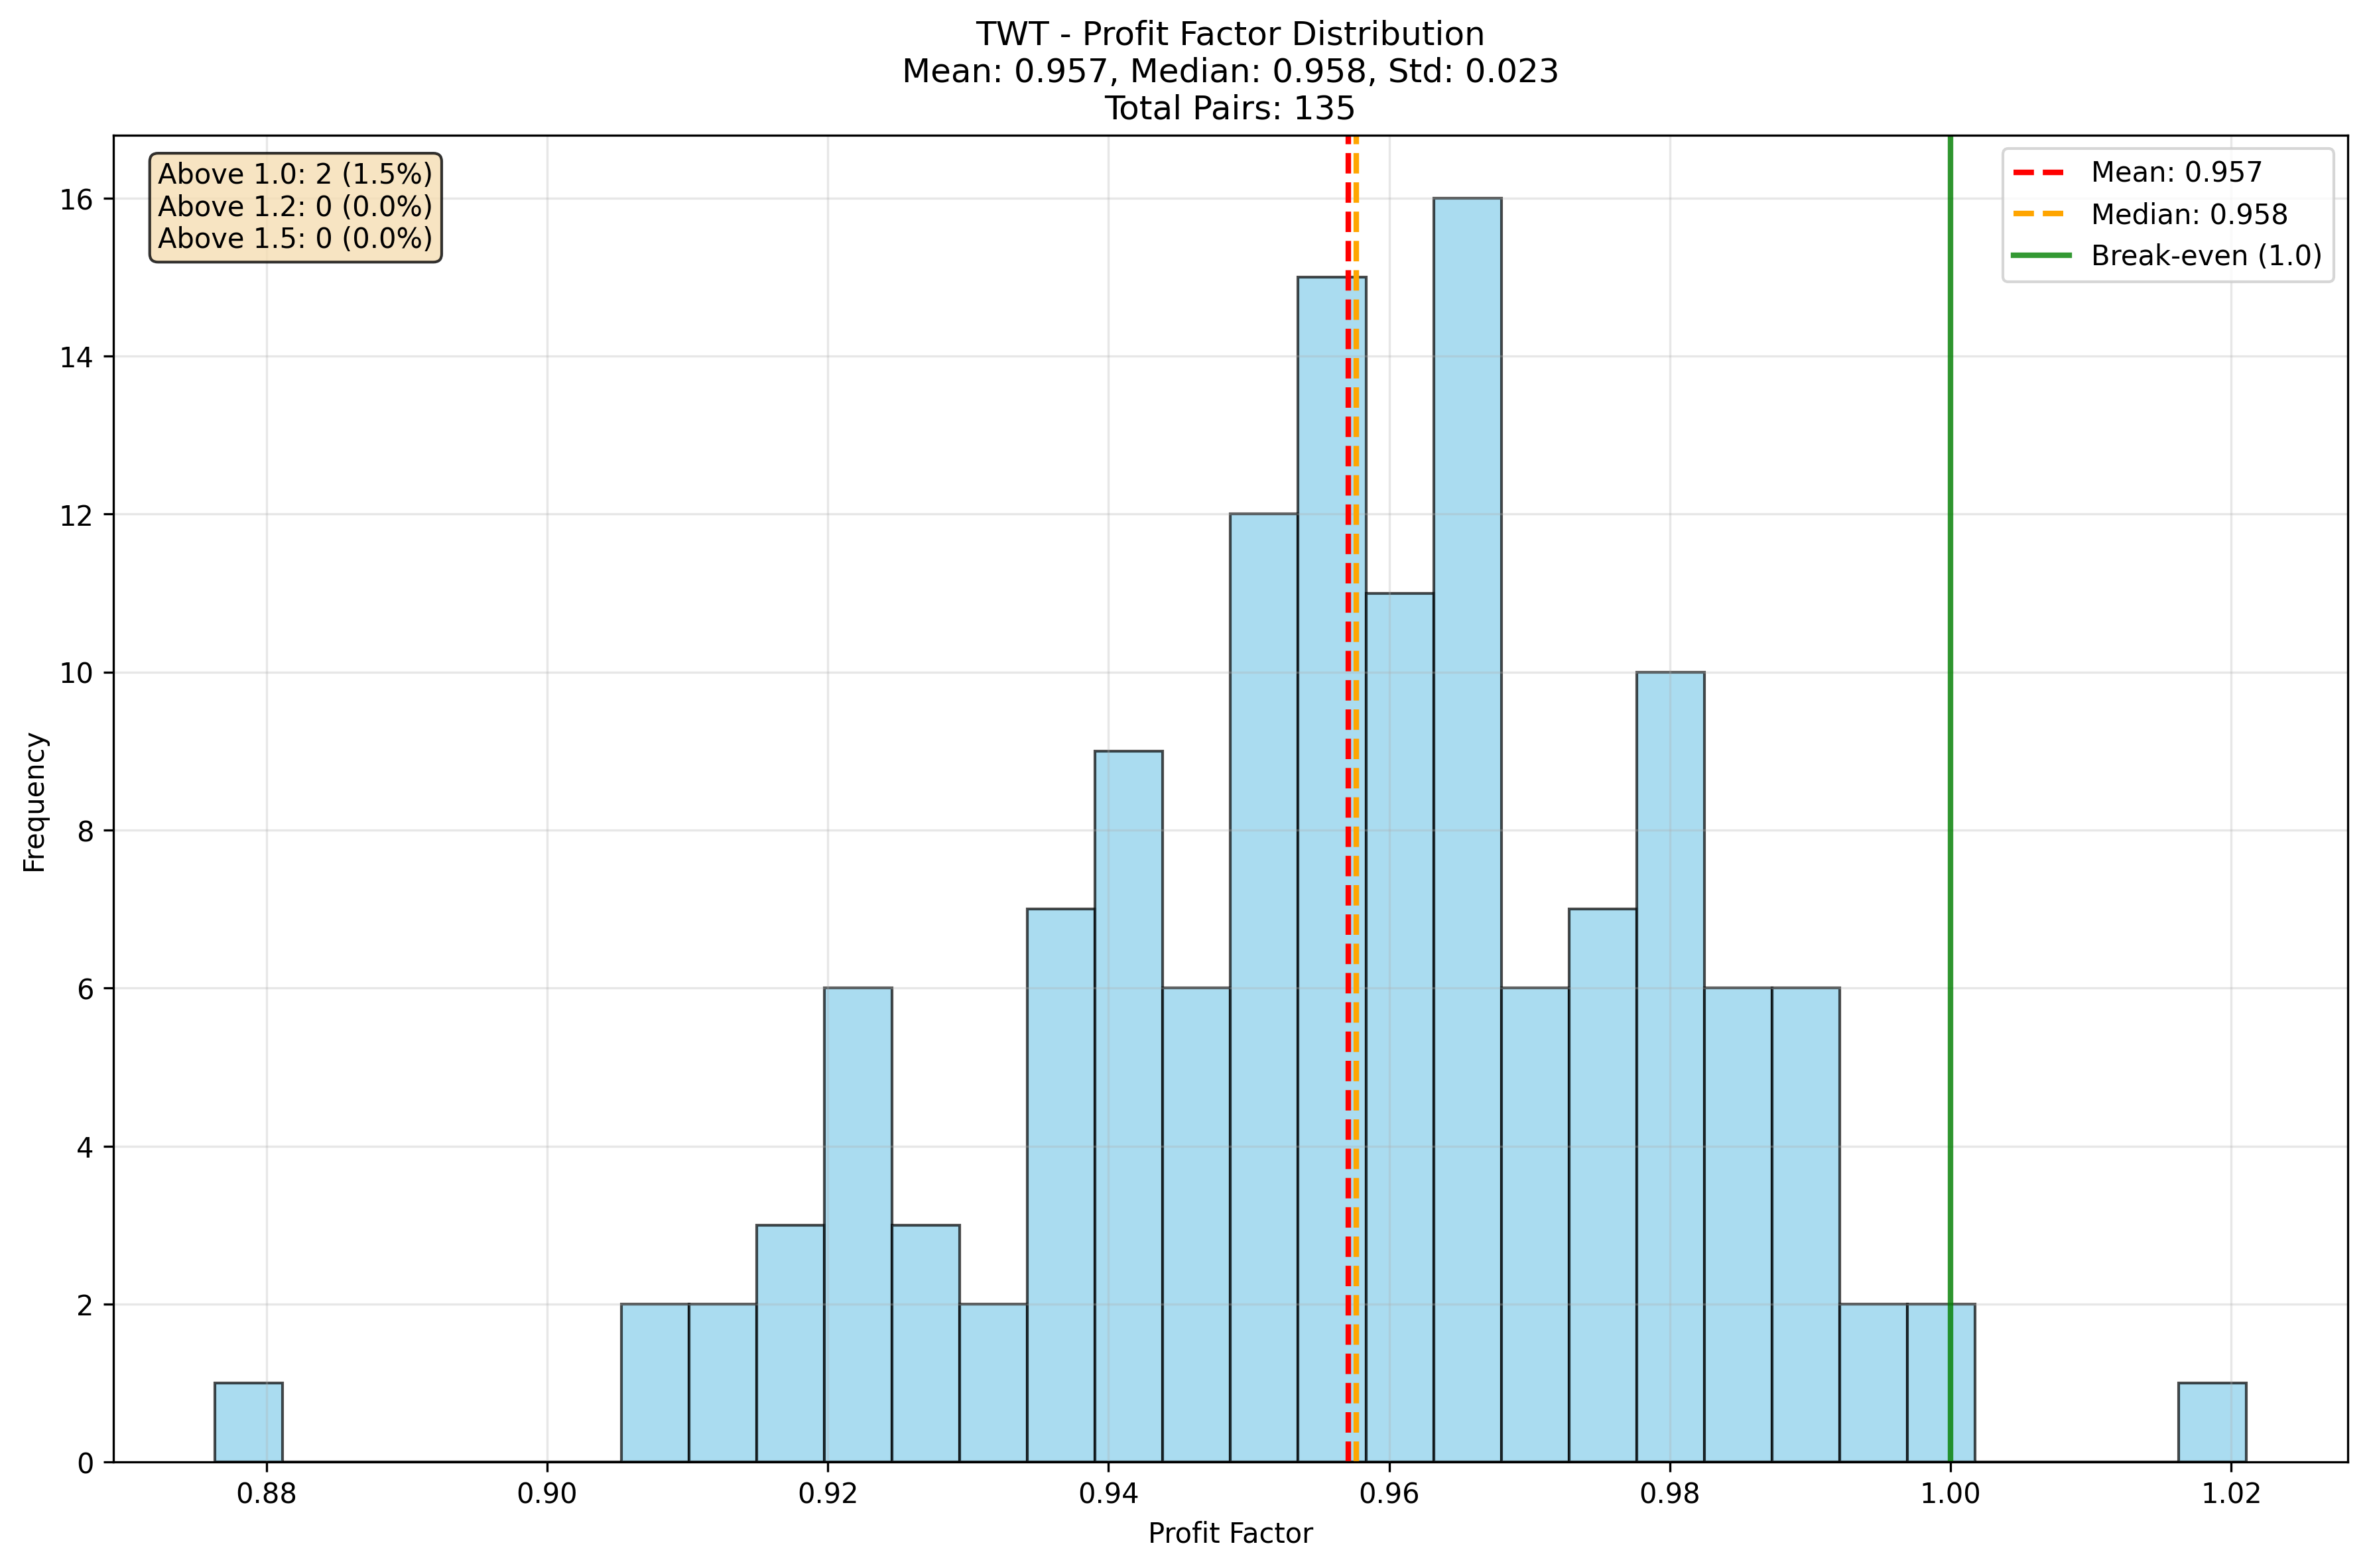 TWT - Profit Factor Distribution
Mean: 0.957, Median: 0.958, Std: 0.023
Total Pairs: 135
Above 1.0: 2 (1.5%)
Above 1.2: 0 (0.0%)
Above 1.5: 0 (0.0%)
Mean: 0.957
Median: 0.958
Break-even (1.0)
Frequency
16
14
12
10
8
6
4
2
0
0.88 0.90 0.92 0.94 0.96 0.98 1.00 1.02
Profit Factor